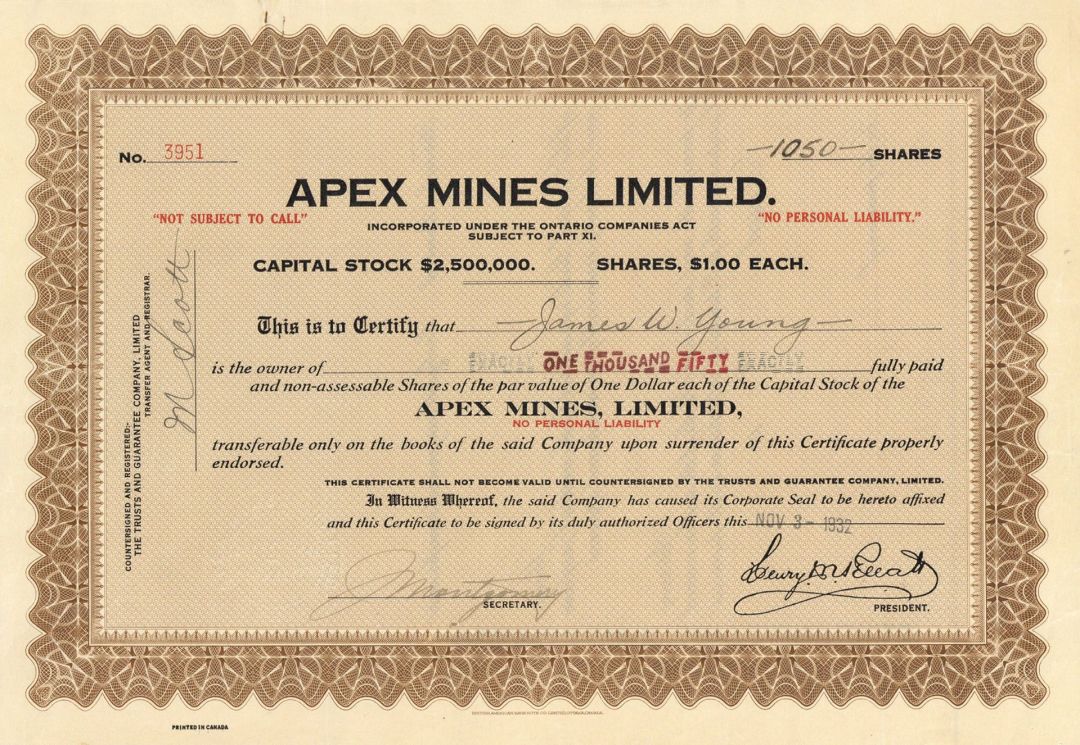 No. 3951
—1050— SHARES
APEX MINES LIMITED.
"NOT SUBJECT TO CALL"
"NO PERSONAL LIABILITY."
INCORPORATED UNDER THE ONTARIO COMPANIES ACT
SUBJECT TO PART XI.
CAPITAL STOCK $2,500,000. SHARES, $1.00 EACH.
This is to Certify that —James W. Young—
is the owner of EXACTLY ONE THOUSAND FIFTY EXACTLY fully paid
and non-assessable Shares of the par value of One Dollar each of the Capital Stock of the
APEX MINES, LIMITED,
NO PERSONAL LIABILITY
transferable only on the books of the said Company upon surrender of this Certificate properly
endorsed.
THIS CERTIFICATE SHALL NOT BECOME VALID UNTIL COUNTERSIGNED BY THE TRUSTS AND GUARANTEE COMPANY, LIMITED.
In Witness Whereof, the said Company has caused its Corporate Seal to be hereto affixed
and this Certificate to be signed by its duly authorized Officers this NOV 3 - 1932
J Montgomery
SECRETARY.
Henry
PRESIDENT.
COUNTERSIGNED AND REGISTERED:-
THE TRUSTS AND GUARANTEE COMPANY, LIMITED
TRANSFER AGENT AND REGISTRAR.
M Scott
PRINTED IN CANADA